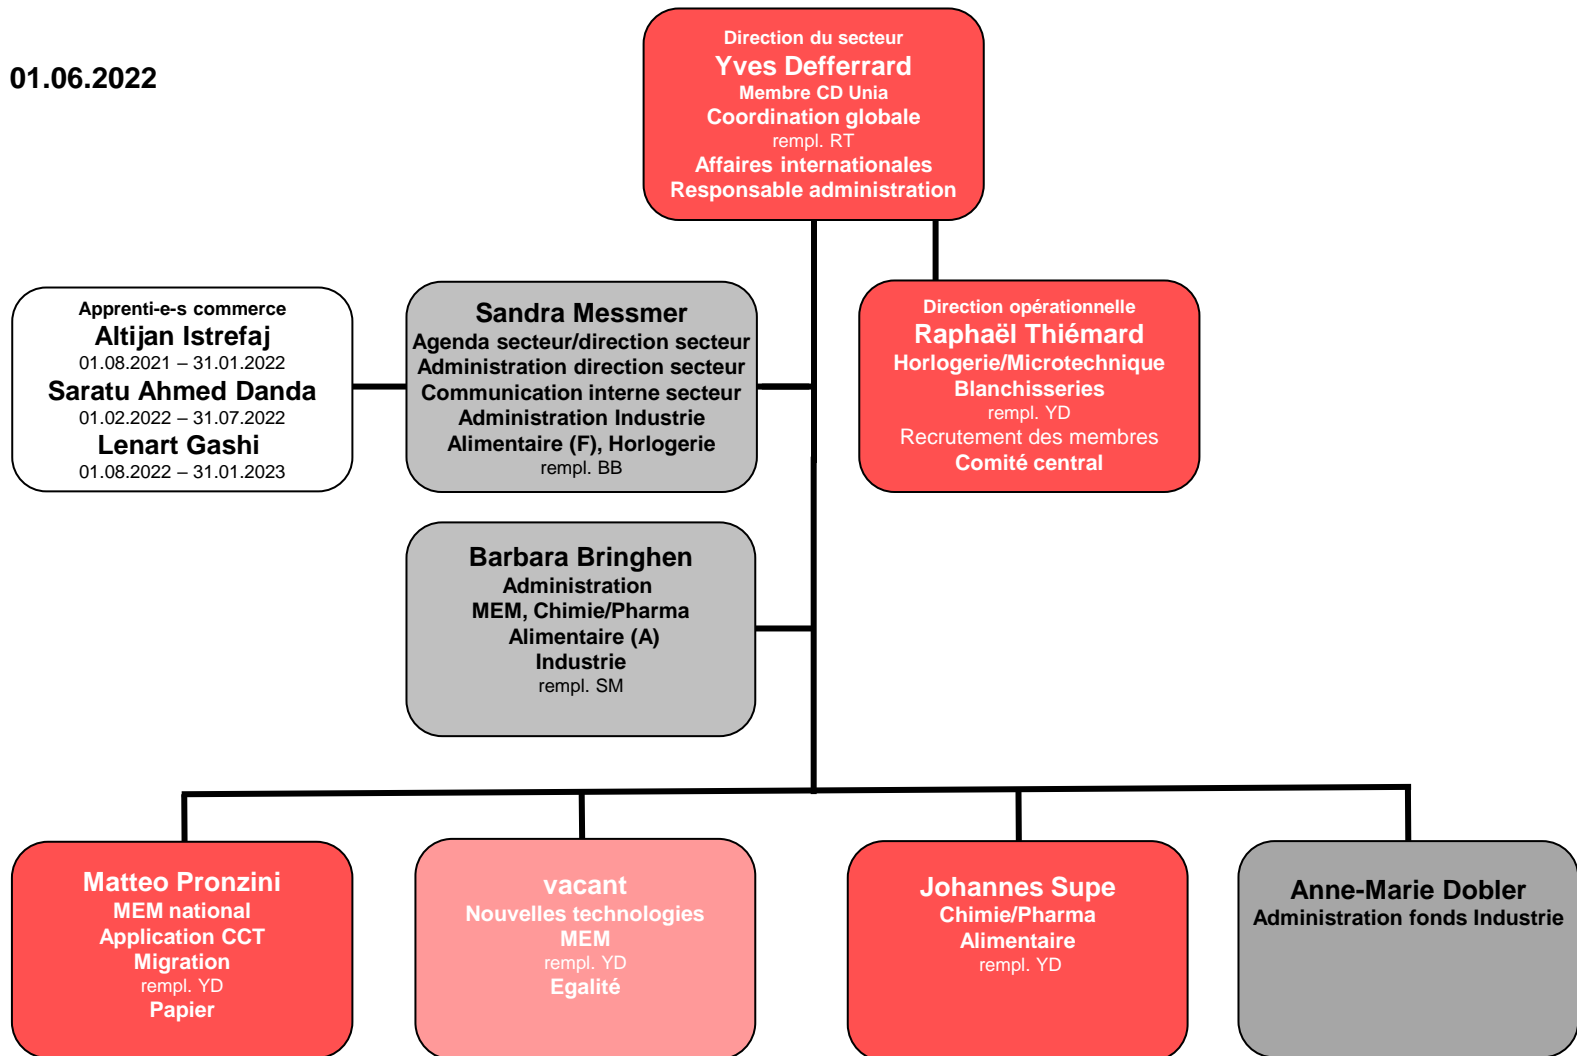 01.06.2022
Direction du secteur
Yves Defferrard
Membre CD Unia
Coordination globale
rempl. RT
Affaires internationales
Responsable administration
Apprenti-e-s commerce
Altijan Istrefaj
01.08.2021 – 31.01.2022
Saratu Ahmed Danda
01.02.2022 – 31.07.2022
Lenart Gashi
01.08.2022 – 31.01.2023
Sandra Messmer
Agenda secteur/direction secteur
Administration direction secteur
Communication interne secteur
Administration Industrie
Alimentaire (F), Horlogerie
rempl. BB
Direction opérationnelle
Raphaël Thiémard
Horlogerie/Microtechnique
Blanchisseries
rempl. YD
Recrutement des membres
Comité central
Barbara Bringhen
Administration
MEM, Chimie/Pharma
Alimentaire (A)
Industrie
rempl. SM
Matteo Pronzini
MEM national
Application CCT
Migration
rempl. YD
Papier
vacant
Nouvelles technologies
MEM
rempl. YD
Egalité
Johannes Supe
Chimie/Pharma
Alimentaire
rempl. YD
Anne-Marie Dobler
Administration fonds Industrie